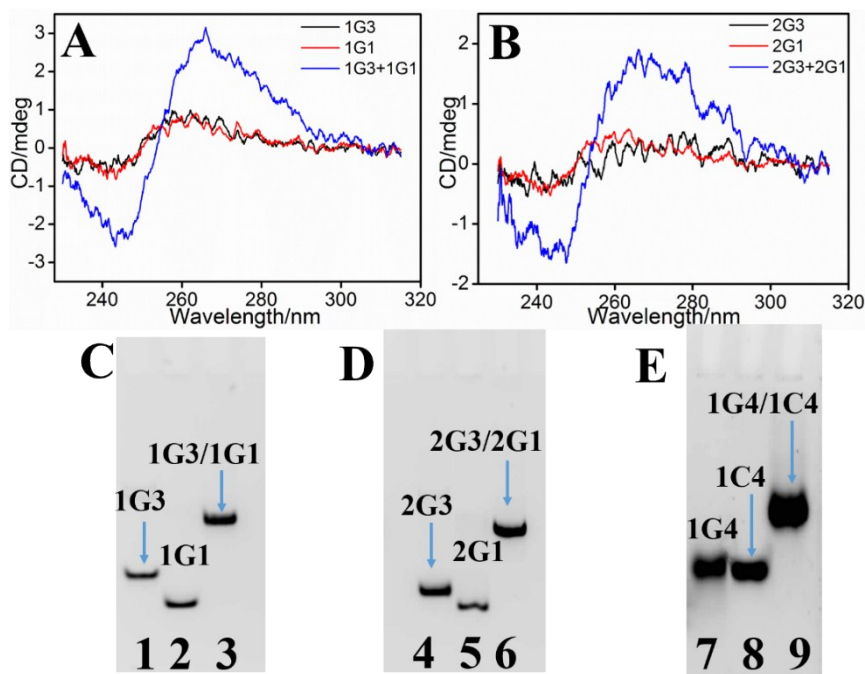 A
1G3
1G1
1G3+1G1
3
2
1
0
-1
-2
-3
CD/mdeg
240 260 280 300 320
Wavelength/nm
B
2G3
2G1
2G3+2G1
2
1
0
-1
-2
CD/mdeg
240 260 280 300 320
Wavelength/nm
C
1G3/1G1
1G3
1G1
1 2 3
D
2G3/2G1
2G3
2G1
4 5 6
E
1G4/1C4
1C4
1G4
7 8 9